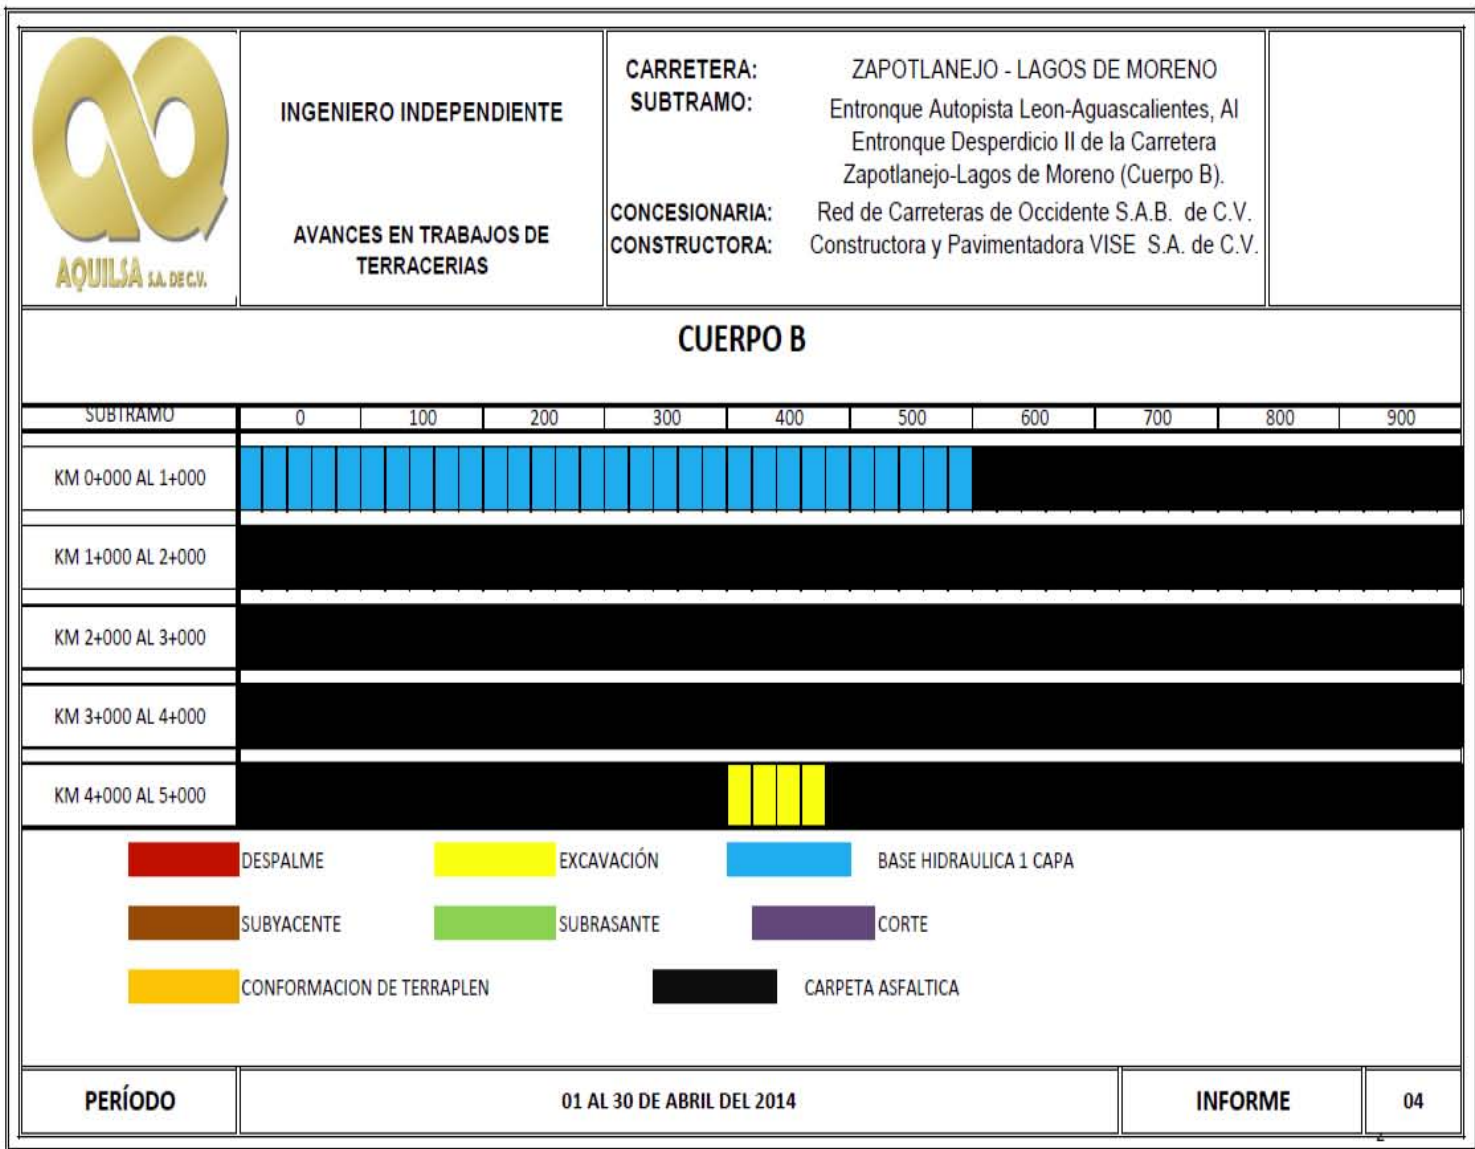 AQUILSA S.A. DE C.V.
INGENIERO INDEPENDIENTE
AVANCES EN TRABAJOS DE
TERRACERIAS
CARRETERA: ZAPOTLANEJO - LAGOS DE MORENO
SUBTRAMO: Entronque Autopista Leon-Aguascalientes, Al
Entronque Desperdicio II de la Carretera
Zapotlanejo-Lagos de Moreno (Cuerpo B).
CONCESIONARIA: Red de Carreteras de Occidente S.A.B. de C.V.
CONSTRUCTORA: Constructora y Pavimentadora VISE S.A. de C.V.
CUERPO B
SUBTRAMO 0 100 200 300 400 500 600 700 800 900
KM 0+000 AL 1+000
KM 1+000 AL 2+000
KM 2+000 AL 3+000
KM 3+000 AL 4+000
KM 4+000 AL 5+000
DESPALME EXCAVACIÓN BASE HIDRAULICA 1 CAPA
SUBYACENTE SUBRASANTE CORTE
CONFORMACION DE TERRAPLEN CARPETA ASFALTICA
PERÍODO 01 AL 30 DE ABRIL DEL 2014 INFORME 04